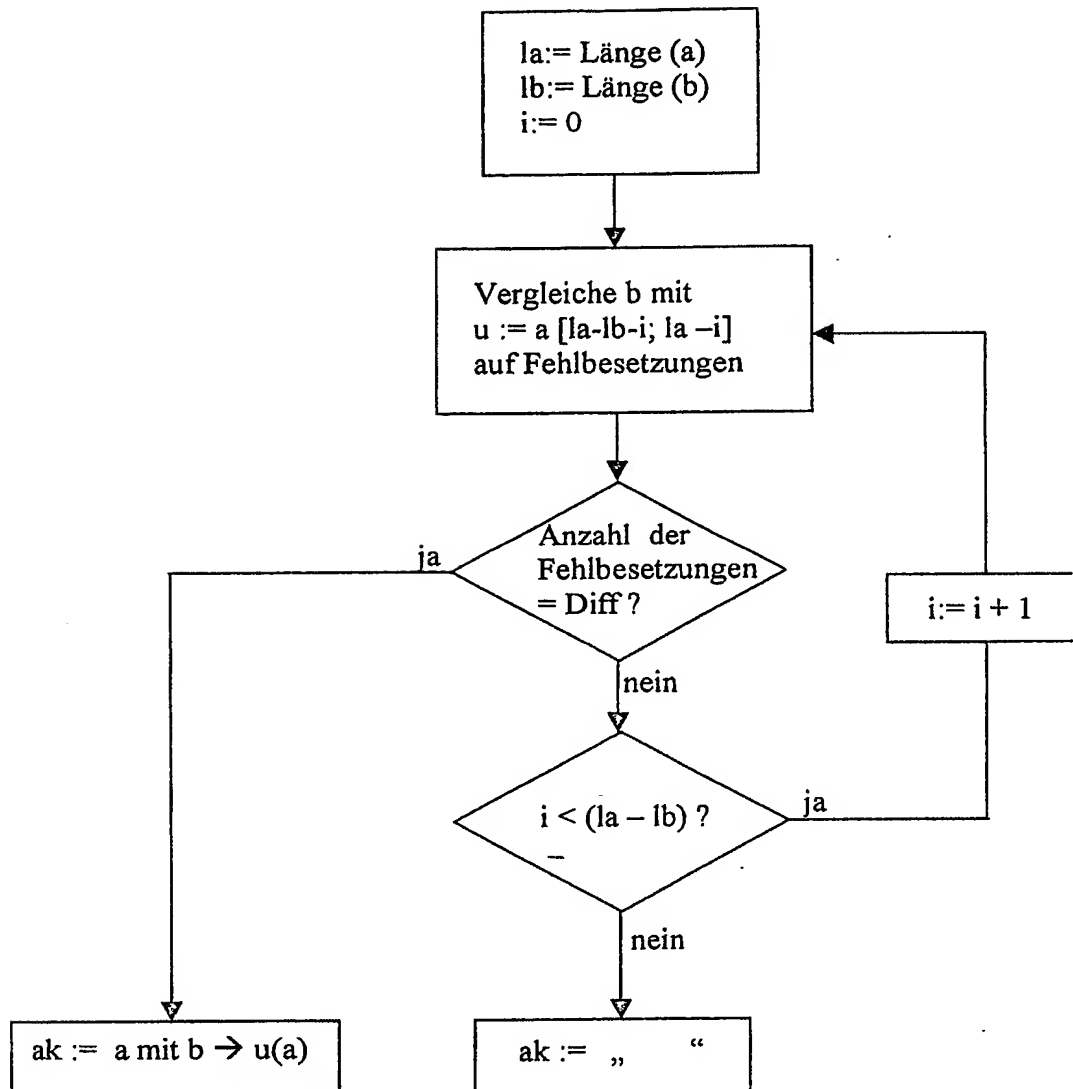 la:= Länge (a)
lb:= Länge (b)
i:= 0
Vergleiche b mit
u := a [la-lb-i; la –i]
auf Fehlbesetzungen
Anzahl der
Fehlbesetzungen
= Diff ?
ja
nein
i:= i + 1
i < (la – lb) ?
ja
nein
ak := a mit b → u(a)
ak := „ “